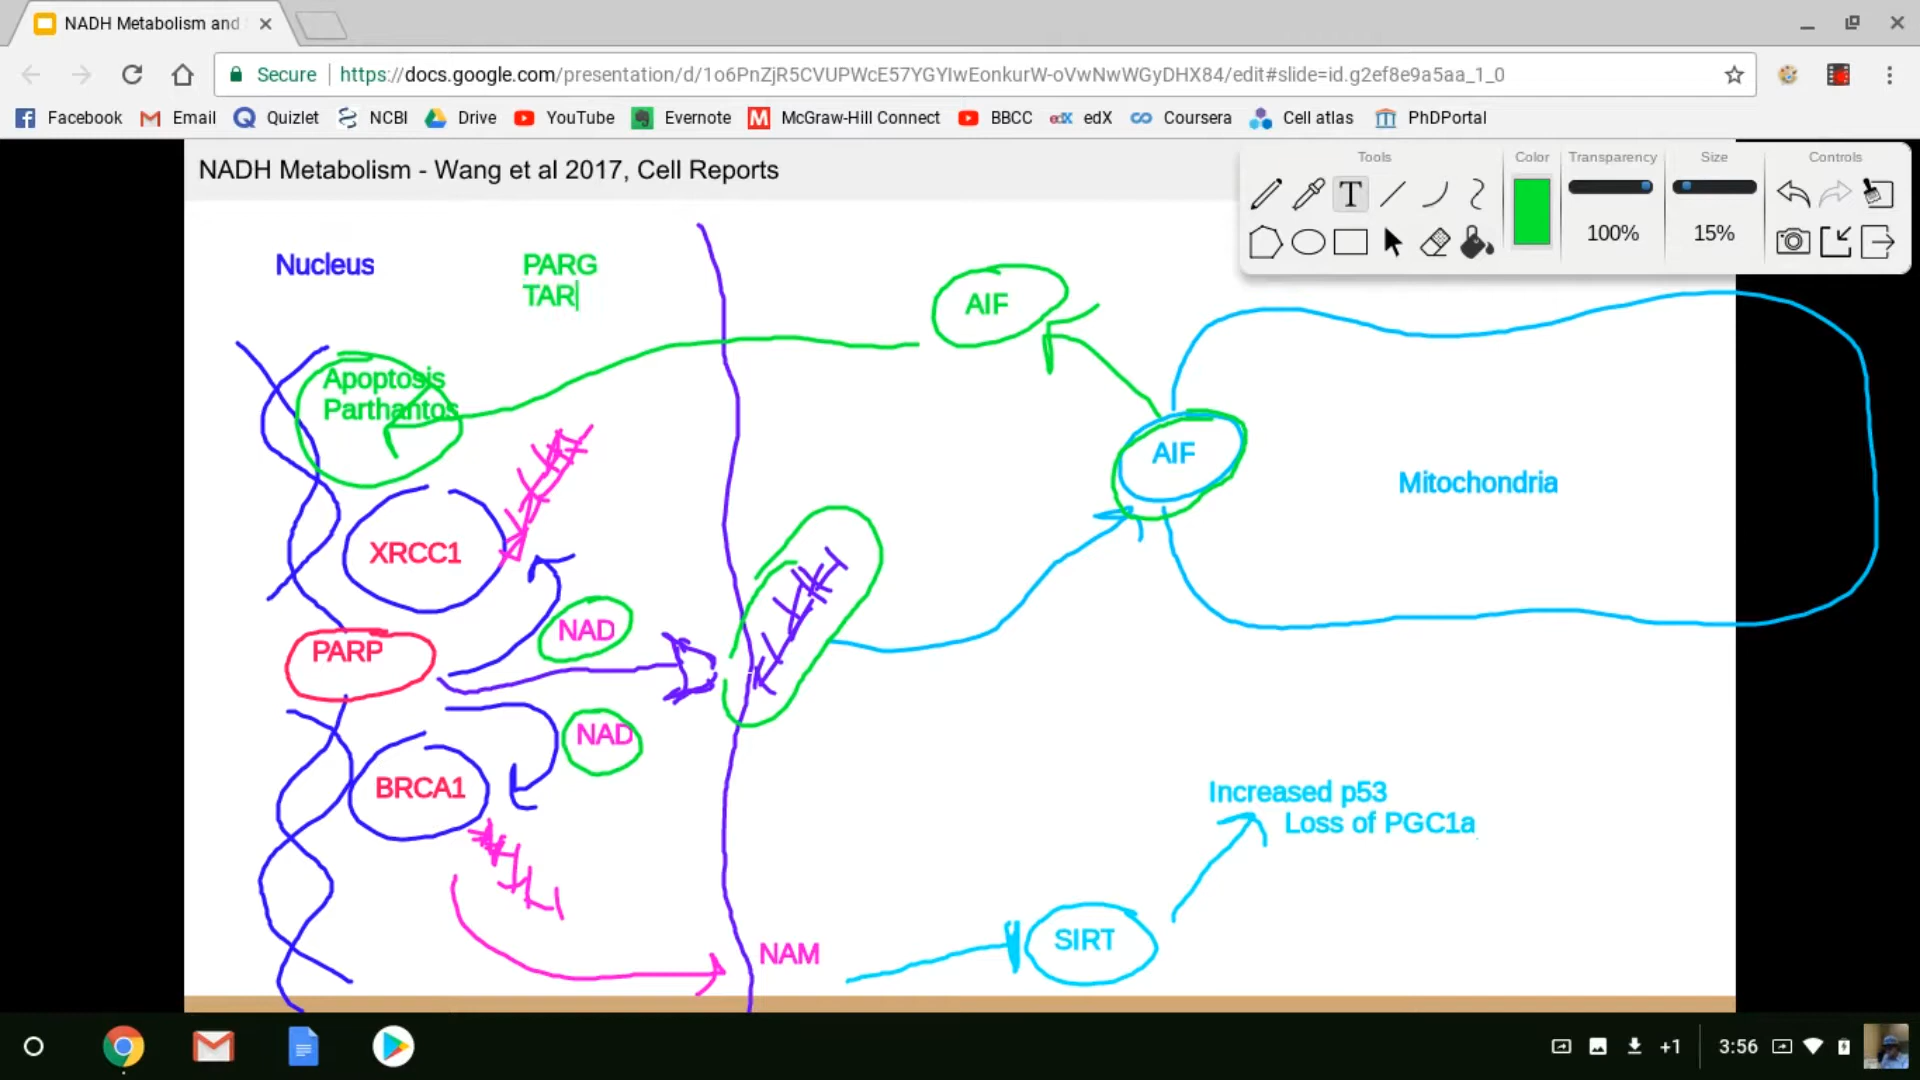 NADH Metabolism and
Secure
https://docs.google.com/presentation/d/1o6PnZjR5CVUPWcE57YGYIwEonkurW-oVwNwWGyDHX84/edit#slide=id.g2ef8e9a5aa_1_0
Facebook Email Quizlet NCBI Drive YouTube Evernote McGraw-Hill Connect BBCC edX Coursera Cell atlas PhDPortal
NADH Metabolism - Wang et al 2017, Cell Reports
Tools Color Transparency Size Controls
100% 15%
Nucleus
PARG
TAR
AIF
Apoptosis
Parthantos
AIF
Mitochondria
XRCC1
NAD
PARP
NAD
BRCA1
Increased p53
Loss of PGC1a
SIRT
NAM
+1 3:56